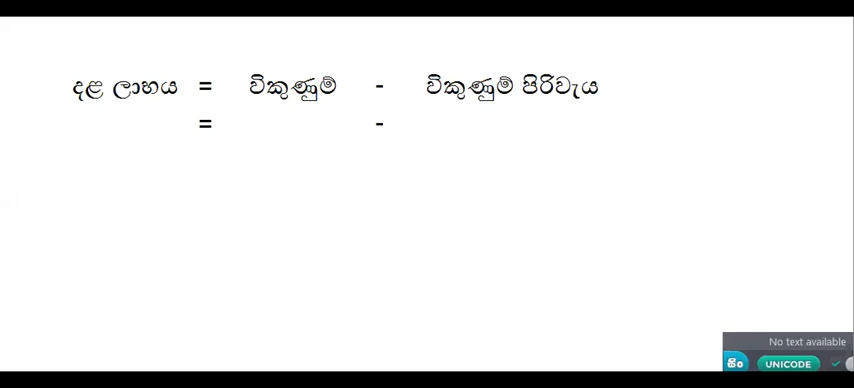 දළ ලාභය = විකුණුම් - විකුණුම් පිරිවැය
= -
No text available
සිං UNICODE